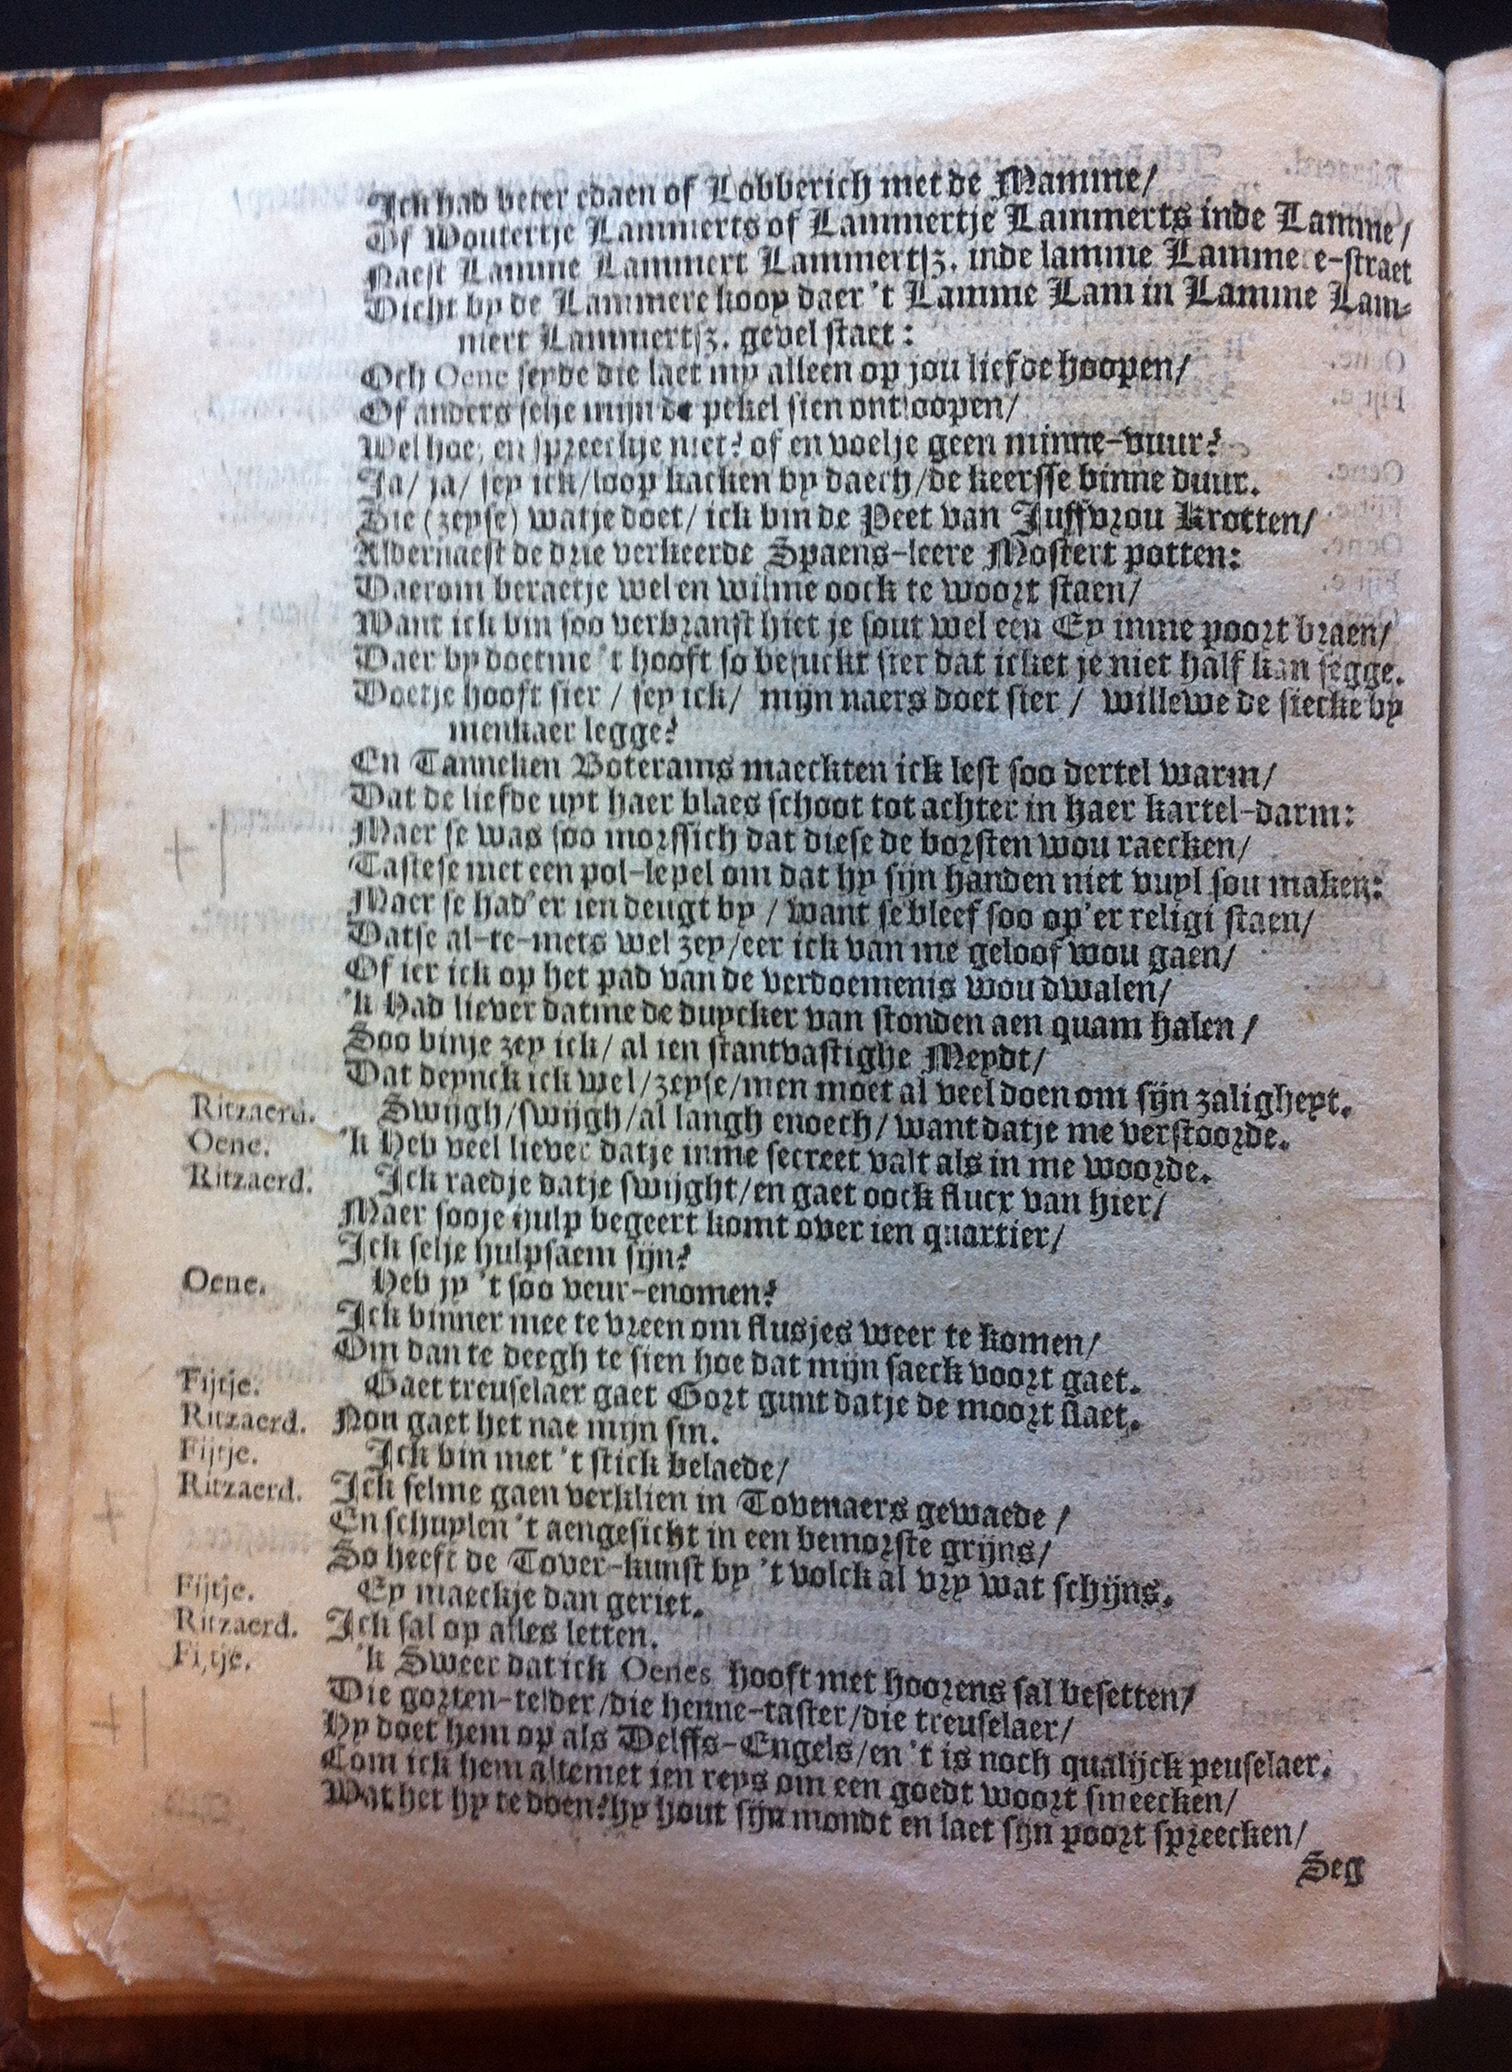 Ick had beter edaen of Lobberich met de Mamme/
Of Woutertje Lammerts of Lammertje Lammerts inde Lamme/
Naest Lamme Lammert Lammertsz. inde lamme Lammere-straet
Dicht by de Lammere koop daer 't Lamme Lam in Lamme Lam-
mert Lammertsz. gevel staet:
Och Oene seyde die laet my alleen op jou liefde hoopen/
Of anders selje mijn de pekel sien ontloopen/
Wel hoe, en spreeckje niet? of en voelje geen minne-vuur?
Ja/ ja/ sey ick/loop kacken by daech/de keersse binne duur.
Sie (zeyse) watje doet/ ick bin de Peet van Juffvrou Krotten/
Aldernaest de drie verkeerde Spaens-leere Mostert potten:
Daerom beraetje wel en wilme oock te woort staen/
Want ick bin soo verbranst hiet je sout wel een Ey inme poort braen/
Daer by doetme 't hooft so besuckt sier dat icket je niet half kan segge.
Doetje hooft sier / sey ick/ mijn naers doet sier / willewe de siecke by
menkaer legge?
En Tanneken Boterams maeckten ick lest soo dertel warm/
Dat de liefde uyt haer blaes schoot tot achter in haer kartel-darm:
Maer se was soo morssich dat diese de borsten wou raecken/
Tastese met een pol-lepel om dat hy sijn handen niet vuyl sou maken:
Maer se had'er ien deugt by / want se bleef soo op'er religi staen/
Datse al-te-mets wel zey/eer ick van me geloof wou gaen/
Of ier ick op het pad van de verdoemenis wou dwalen/
'k Had liever datme de duycker van stonden aen quam halen /
Soo binje zey ick/ al ien stantvastighe Meydt/
Dat deynck ick wel/zeyse/men moet al veel doen om sijn zaligheyt.
Ritzaerd. Swijgh/swijgh/al langh enoech/ want datje me verstoorde.
Oene. 'k Heb veel liever datje inme secreet valt als in me woorde.
Ritzaerd. Ick raedje datje swijght/en gaet oock flucx van hier/
Maer sooje hulp begeert komt over ien quartier/
Ick selje hulpsaem sijn?
Oene. Heb jy 't soo veur-enomen?
Ick binner mee te vreen om flusjes weer te komen/
Om dan te deegh te sien hoe dat mijn saeck voort gaet.
Fijtje. Gaet treuselaer gaet Gort gunt datje de moort slaet.
Ritzaerd. Nou gaet het nae mijn sin.
Fijtje. Ick bin met 't stick belaede/
Ritzaerd. Ick selme gaen verklien in Tovenaers gewaede /
En schuylen 't aengesicht in een bemorste grijns/
So heeft de Tover-kunst by 't volck al vry wat schijns.
Fijtje. Ey maeckje dan geriet.
Ritzaerd. Ick sal op alles letten.
Fijtje. 'k Sweer dat ick Oenes hooft met hoorens sal besetten/
Die gorten-telder/die henne-taster/die treuselaer/
Hy doet hem op als Delffs-Engels/en 't is noch qualijck peuselaer.
Com ick hem altemet ien reys om een goedt woort smeecken/
Wat het hy te doen? hy hout sijn mondt en laet sijn poort spreecken/
Seg